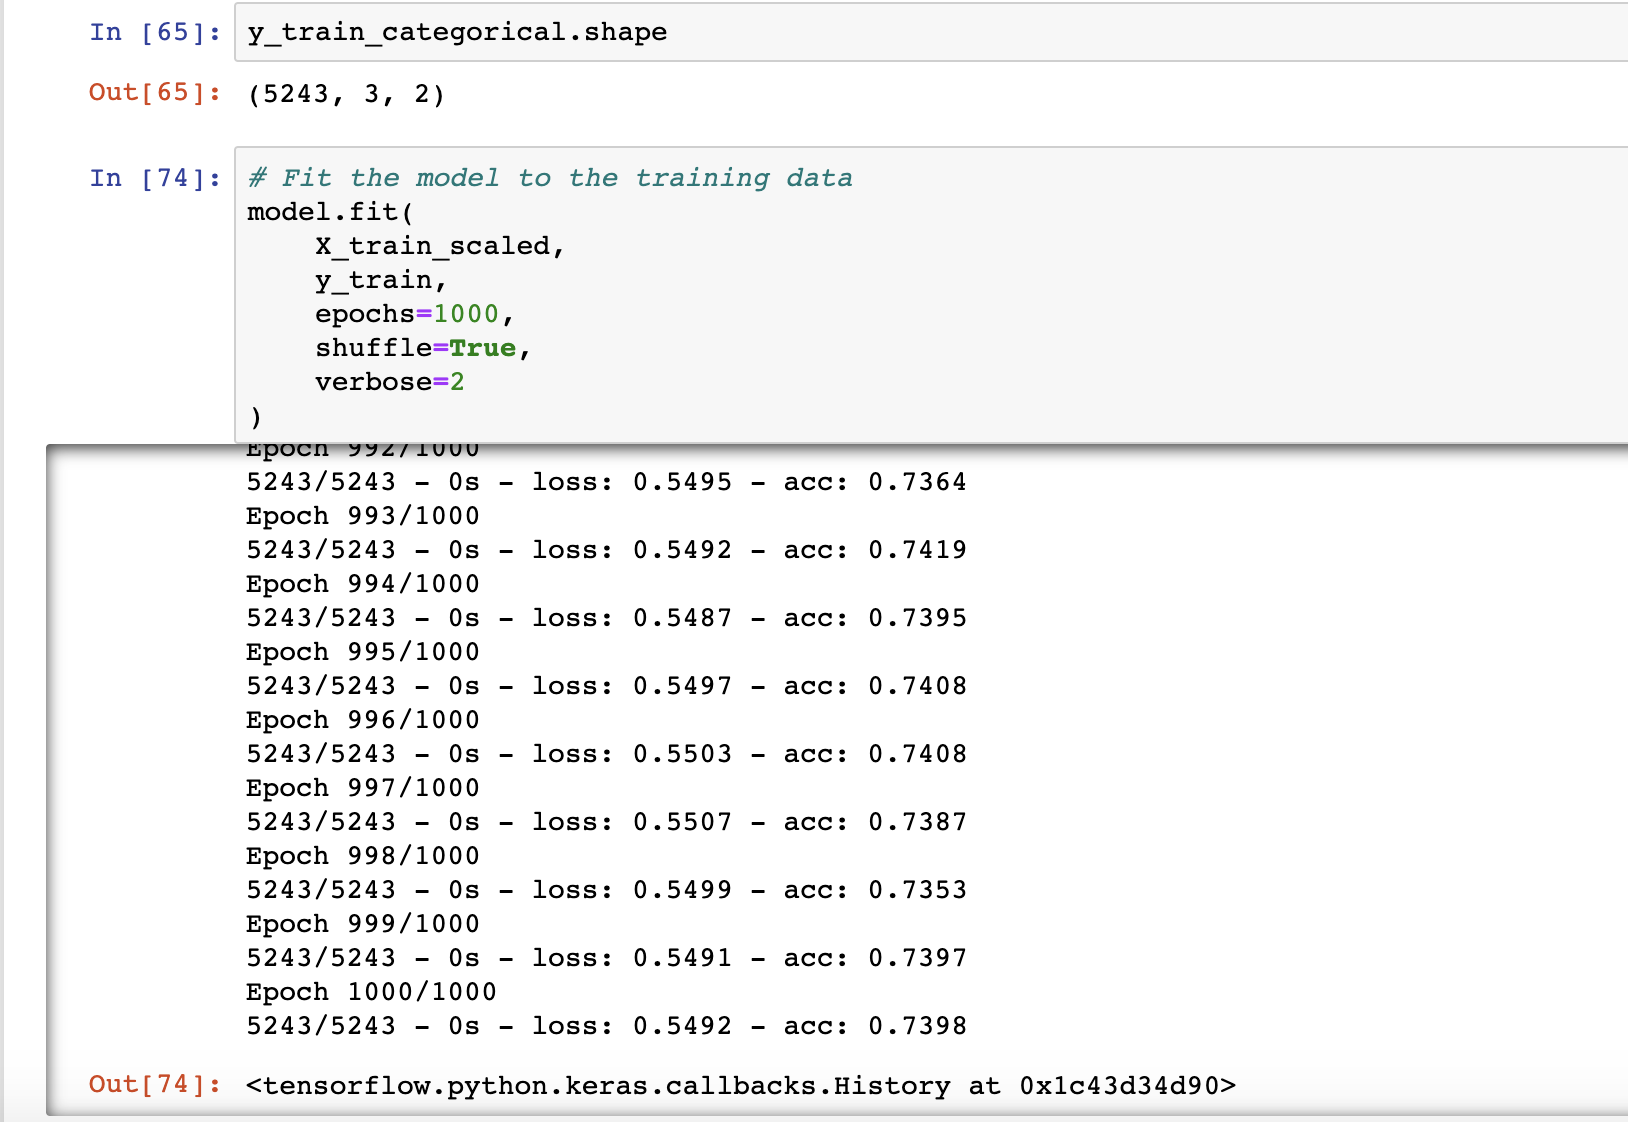 In [65]: y_train_categorical.shape
Out[65]: (5243, 3, 2)
In [74]: # Fit the model to the training data
model.fit(
    X_train_scaled,
    y_train,
    epochs=1000,
    shuffle=True,
    verbose=2
)
Epoch 992/1000
5243/5243 - 0s - loss: 0.5495 - acc: 0.7364
Epoch 993/1000
5243/5243 - 0s - loss: 0.5492 - acc: 0.7419
Epoch 994/1000
5243/5243 - 0s - loss: 0.5487 - acc: 0.7395
Epoch 995/1000
5243/5243 - 0s - loss: 0.5497 - acc: 0.7408
Epoch 996/1000
5243/5243 - 0s - loss: 0.5503 - acc: 0.7408
Epoch 997/1000
5243/5243 - 0s - loss: 0.5507 - acc: 0.7387
Epoch 998/1000
5243/5243 - 0s - loss: 0.5499 - acc: 0.7353
Epoch 999/1000
5243/5243 - 0s - loss: 0.5491 - acc: 0.7397
Epoch 1000/1000
5243/5243 - 0s - loss: 0.5492 - acc: 0.7398
Out[74]: <tensorflow.python.keras.callbacks.History at 0x1c43d34d90>